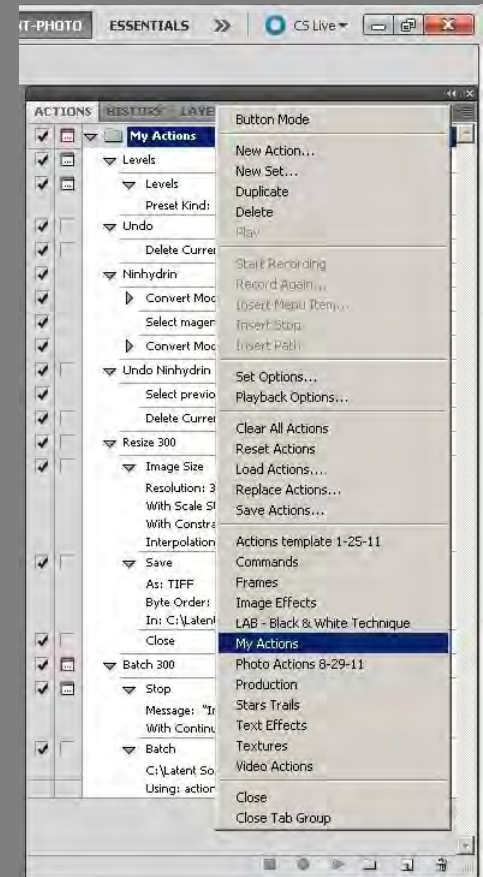 NT-PHOTO ESSENTIALS CS Live
ACTIONS HISTORY LAYE
My Actions
Levels
Levels
Preset Kind:
Undo
Delete Curre
Ninhydrin
Convert Mod
Select magen
Convert Mod
Undo Ninhydrin
Select previo
Delete Curre
Resize 300
Image Size
Resolution: 3
With Scale S
With Constra
Interpolation
Save
As: TIFF
Byte Order:
In: C:\Latent
Close
Batch 300
Stop
Message: "I
With Continu
Batch
C:\Latent So
Using: action
Button Mode
New Action...
New Set...
Duplicate
Delete
Play
Start Recording
Record Again...
Insert Menu Item...
Insert Stop
Insert Path
Set Options...
Playback Options...
Clear All Actions
Reset Actions
Load Actions....
Replace Actions...
Save Actions...
Actions template 1-25-11
Commands
Frames
Image Effects
LAB - Black & White Technique
My Actions
Photo Actions 8-29-11
Production
Stars Trails
Text Effects
Textures
Video Actions
Close
Close Tab Group